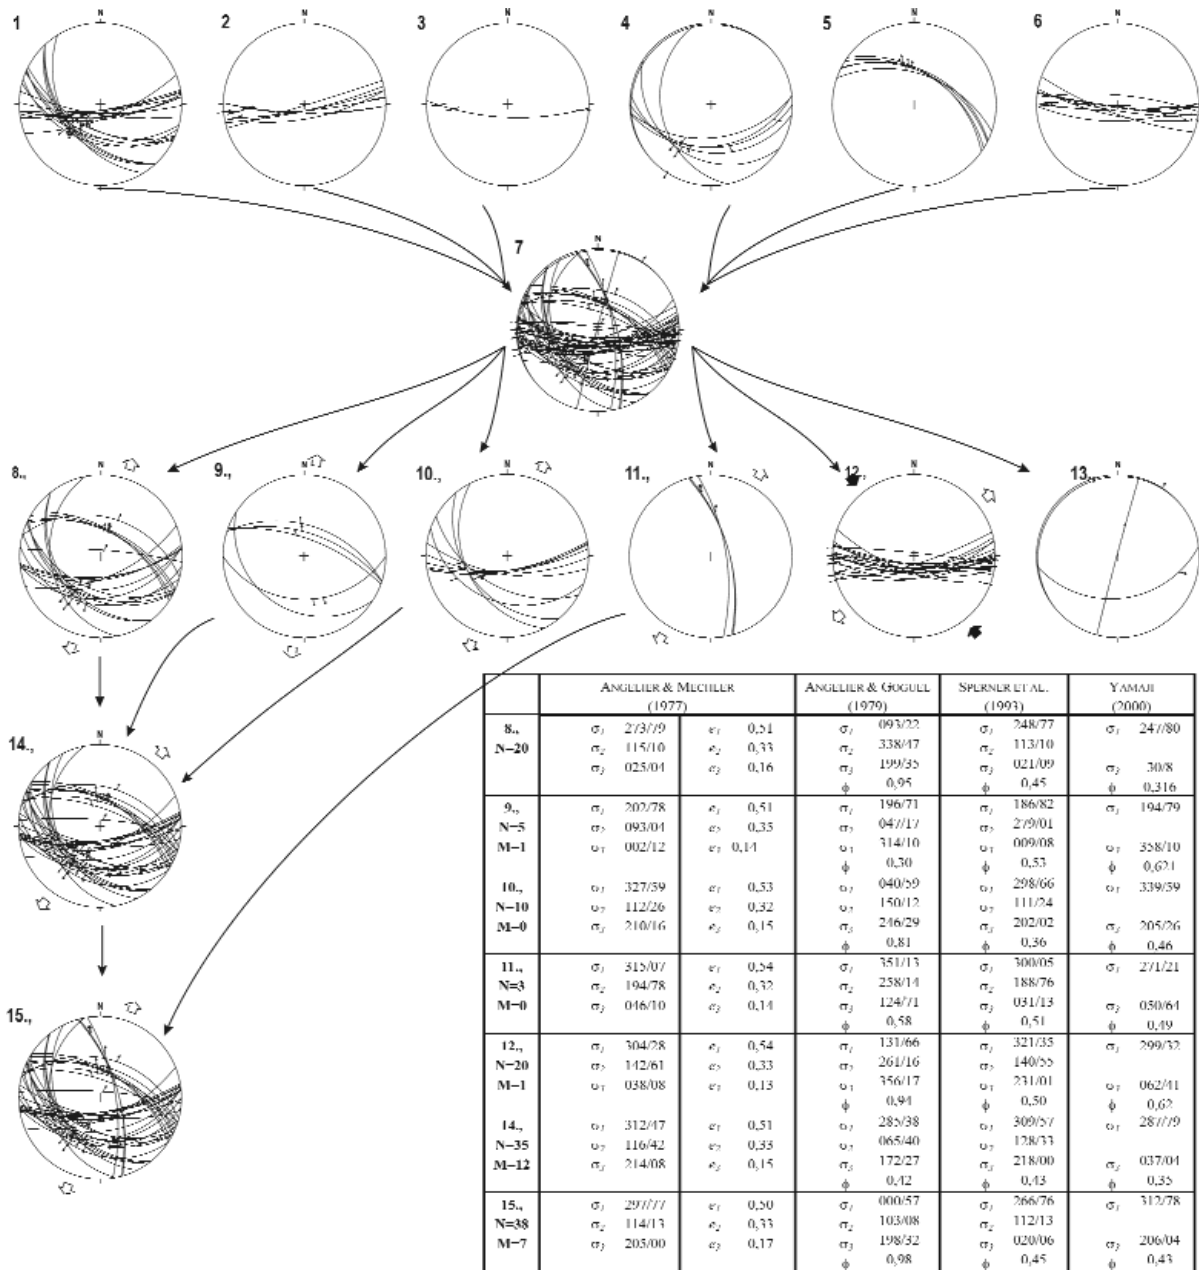 1 N
2 N
3 N
4 N
5 N
6 N
7 N
8., N
9., N
10., N
11., N
12, N
13., N
14., N
15., N
ANGELIER & MECHLER (1977) ANGELIER & GOGUEL (1979) SPERNER ET AL. (1993) YAMAJI (2000)
8., σ1 273/79 e1 0,51 σ1 093/22 σ1 248/77 σ1 247/80
N=20 σ2 115/10 e2 0,33 σ2 338/47 σ2 113/10
σ3 025/04 e3 0,16 σ3 199/35 σ3 021/09 σ3 30/8
ϕ 0,95 ϕ 0,45 ϕ 0,316
9., σ1 202/78 e1 0,51 σ1 196/71 σ1 186/82 σ1 194/79
N=5 σ2 093/04 e2 0,35 σ2 047/17 σ2 279/01
M=1 σ3 002/12 e3 0,14 σ3 314/10 σ3 009/08 σ3 358/10
ϕ 0,30 ϕ 0,53 ϕ 0,621
10., σ1 327/59 e1 0,53 σ1 040/59 σ1 298/66 σ1 339/59
N=10 σ2 112/26 e2 0,32 σ2 150/12 σ2 111/24
M=0 σ3 210/16 e3 0,15 σ3 246/29 σ3 202/02 σ3 205/26
ϕ 0,81 ϕ 0,36 ϕ 0,46
11., σ1 315/07 e1 0,54 σ1 351/13 σ1 300/05 σ1 271/21
N=3 σ2 194/78 e2 0,32 σ2 258/14 σ2 188/76
M=0 σ3 046/10 e3 0,14 σ3 124/71 σ3 031/13 σ3 050/64
ϕ 0,58 ϕ 0,51 ϕ 0,49
12., σ1 304/28 e1 0,54 σ1 131/66 σ1 321/35 σ1 299/32
N=20 σ2 142/61 e2 0,33 σ2 261/16 σ2 140/55
M=1 σ3 038/08 e3 0,13 σ3 356/17 σ3 231/01 σ3 062/41
ϕ 0,94 ϕ 0,50 ϕ 0,62
14., σ1 312/47 e1 0,51 σ1 285/38 σ1 309/57 σ1 287/79
N=35 σ2 116/42 e2 0,33 σ2 065/40 σ2 128/33
M=12 σ3 214/08 e3 0,15 σ3 172/27 σ3 218/00 σ3 037/04
ϕ 0,42 ϕ 0,43 ϕ 0,35
15., σ1 297/77 e1 0,50 σ1 000/57 σ1 266/76 σ1 312/78
N=38 σ2 114/13 e2 0,33 σ2 103/08 σ2 112/13
M=7 σ3 205/00 e3 0,17 σ3 198/32 σ3 020/06 σ3 206/04
ϕ 0,98 ϕ 0,45 ϕ 0,43